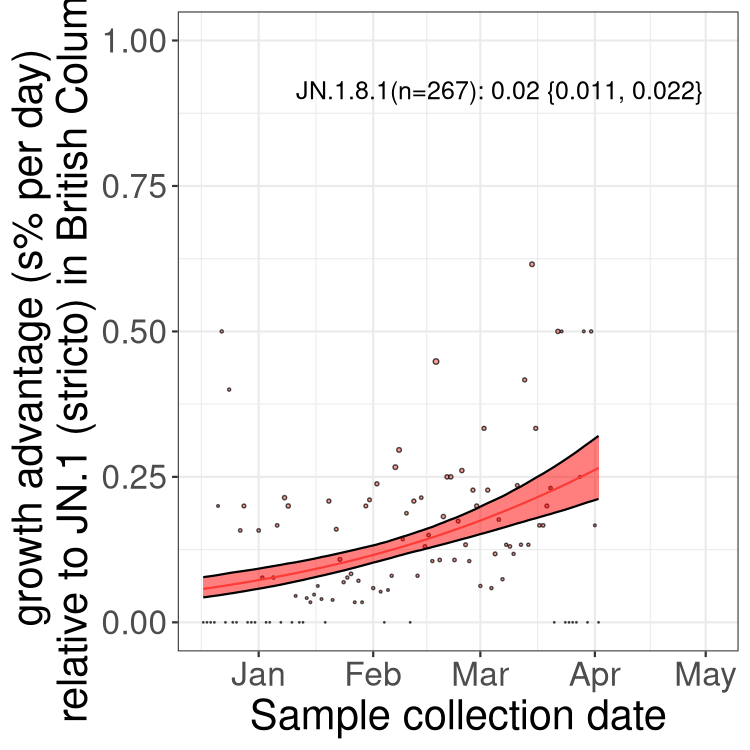 growth advantage (s% per day)
relative to JN.1 (stricto) in British Colum
1.00
0.75
0.50
0.25
0.00
JN.1.8.1(n=267): 0.02 {0.011, 0.022}
Jan Feb Mar Apr May
Sample collection date